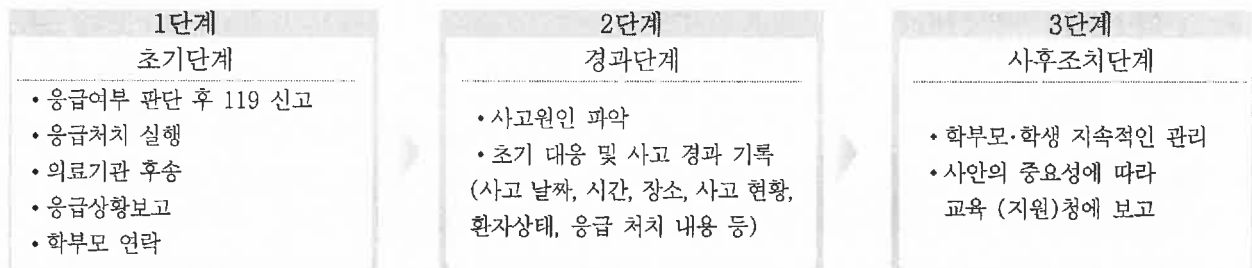 1단계
초기단계
• 응급여부 판단 후 119 신고
• 응급처치 실행
• 의료기관 후송
• 응급상황보고
• 학부모 연락
2단계
경과단계
• 사고원인 파악
• 초기 대응 및 사고 경과 기록
(사고 날짜, 시간, 장소, 사고 현황,
환자상태, 응급 처치 내용 등)
3단계
사후조치단계
• 학부모·학생 지속적인 관리
• 사안의 중요성에 따라
교육 (지원)청에 보고